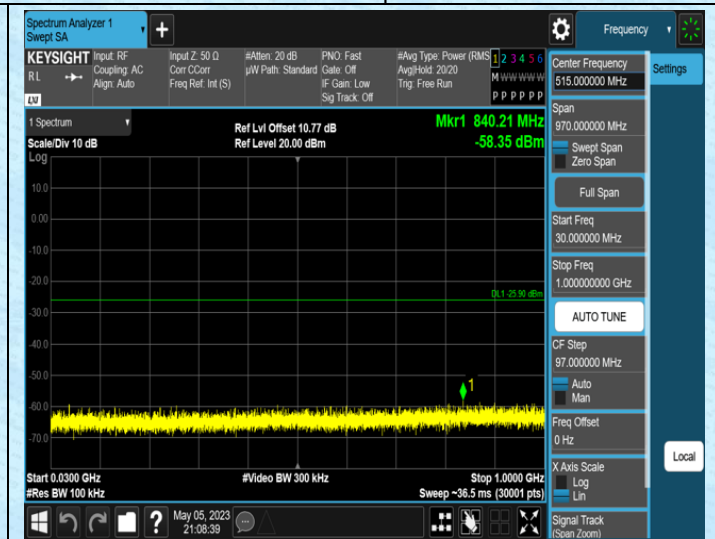 Spectrum Analyzer 1
Swept SA
+
Frequency
KEYSIGHT
RL
LXI
Input: RF
Coupling: AC
Align: Auto
Input Z: 50 Ω
Corr CCorr
Freq Ref: Int (S)
#Atten: 20 dB
µW Path: Standard
PNO: Fast
Gate: Off
IF Gain: Low
Sig Track: Off
#Avg Type: Power (RMS
Avg|Hold: 20/20
Trig: Free Run
1 2 3 4 5 6
M W W W W W
P P P P P P
Center Frequency
515.000000 MHz
Settings
1 Spectrum
Scale/Div 10 dB
Log
Ref Lvl Offset 10.77 dB
Ref Level 20.00 dBm
Mkr1 840.21 MHz
-58.35 dBm
Span
970.000000 MHz
Swept Span
Zero Span
Full Span
Start Freq
30.000000 MHz
Stop Freq
1.000000000 GHz
AUTO TUNE
CF Step
97.000000 MHz
Auto
Man
Freq Offset
0 Hz
X Axis Scale
Log
Lin
Signal Track
(Span Zoom)
Local
10.0
0.00
-10.0
-20.0
DL1 -25.90 dBm
-30.0
-40.0
-50.0
1
-60.0
-70.0
Start 0.0300 GHz
#Res BW 100 kHz
#Video BW 300 kHz
Stop 1.0000 GHz
Sweep ~36.5 ms (30001 pts)
?
May 05, 2023
21:08:39